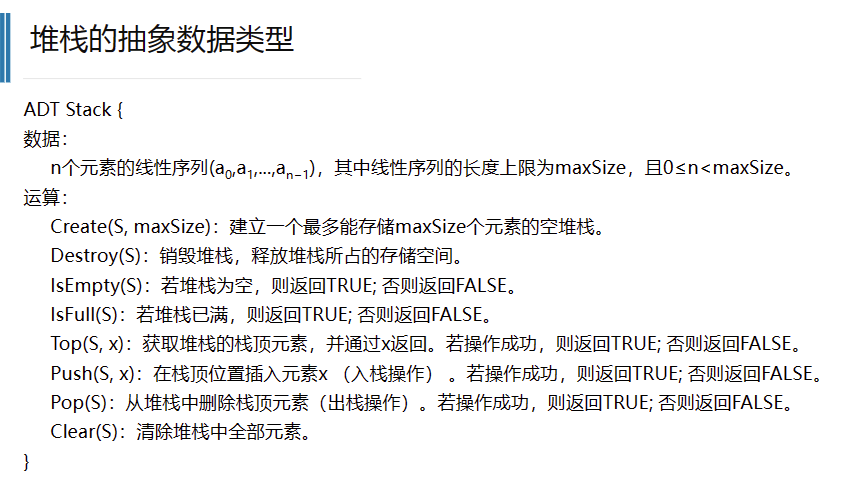 堆栈的抽象数据类型
ADT Stack {
数据：
n个元素的线性序列(a₀,a₁,...,aₙ₋₁)，其中线性序列的长度上限为maxSize，且0≤n<maxSize。
运算：
Create(S, maxSize)：建立一个最多能存储maxSize个元素的空堆栈。
Destroy(S)：销毁堆栈，释放堆栈所占的存储空间。
IsEmpty(S)：若堆栈为空，则返回TRUE; 否则返回FALSE。
IsFull(S)：若堆栈已满，则返回TRUE; 否则返回FALSE。
Top(S, x)：获取堆栈的栈顶元素，并通过x返回。若操作成功，则返回TRUE; 否则返回FALSE。
Push(S, x)：在栈顶位置插入元素x （入栈操作） 。若操作成功，则返回TRUE; 否则返回FALSE。
Pop(S)：从堆栈中删除栈顶元素（出栈操作）。若操作成功，则返回TRUE; 否则返回FALSE。
Clear(S)：清除堆栈中全部元素。
}